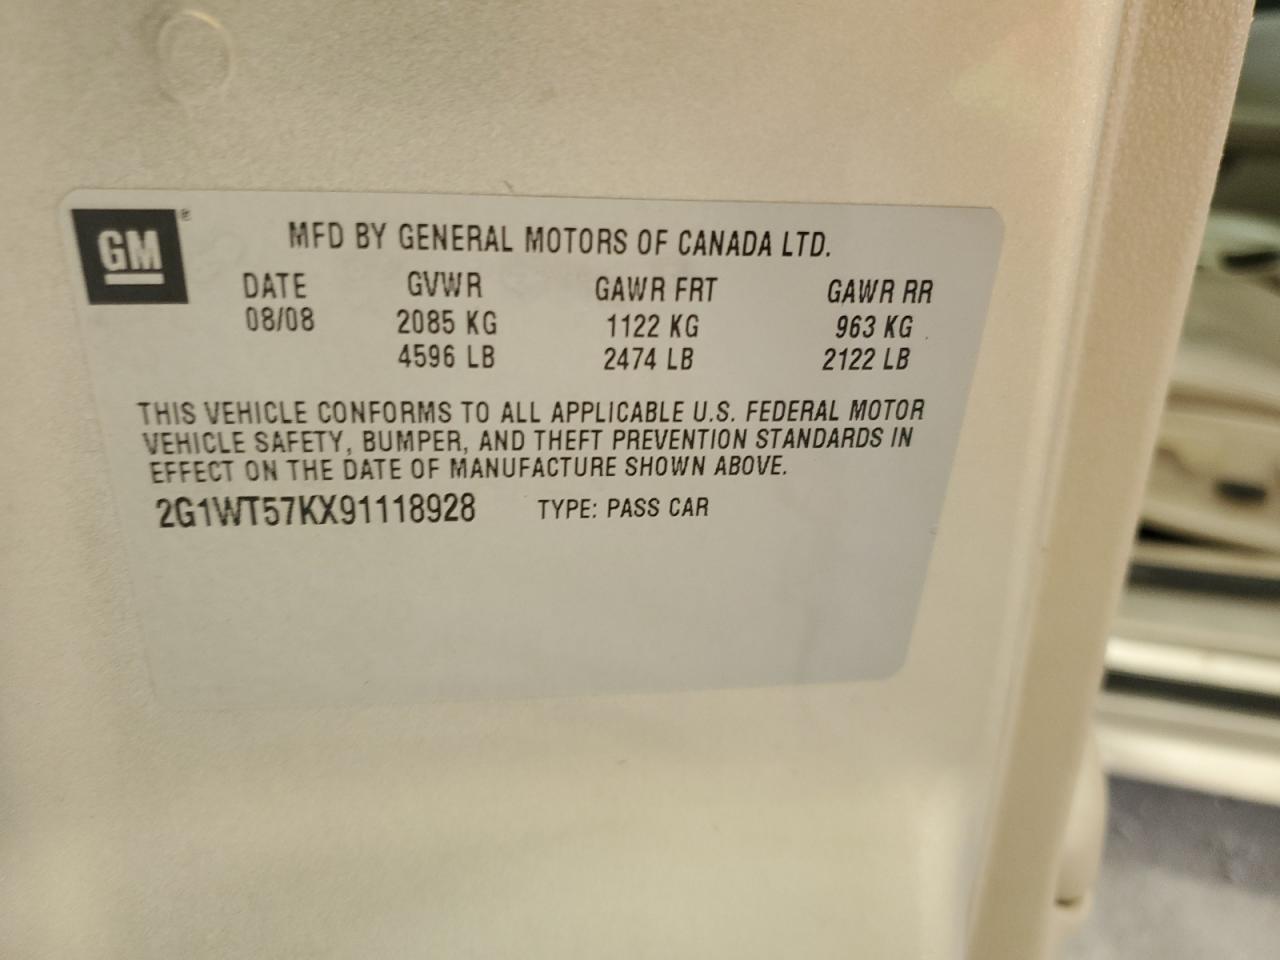 GM®
MFD BY GENERAL MOTORS OF CANADA LTD.
DATE GVWR GAWR FRT GAWR RR
08/08 2085 KG 1122 KG 963 KG
4596 LB 2474 LB 2122 LB
THIS VEHICLE CONFORMS TO ALL APPLICABLE U.S. FEDERAL MOTOR
VEHICLE SAFETY, BUMPER, AND THEFT PREVENTION STANDARDS IN
EFFECT ON THE DATE OF MANUFACTURE SHOWN ABOVE.
2G1WT57KX91118928 TYPE: PASS CAR